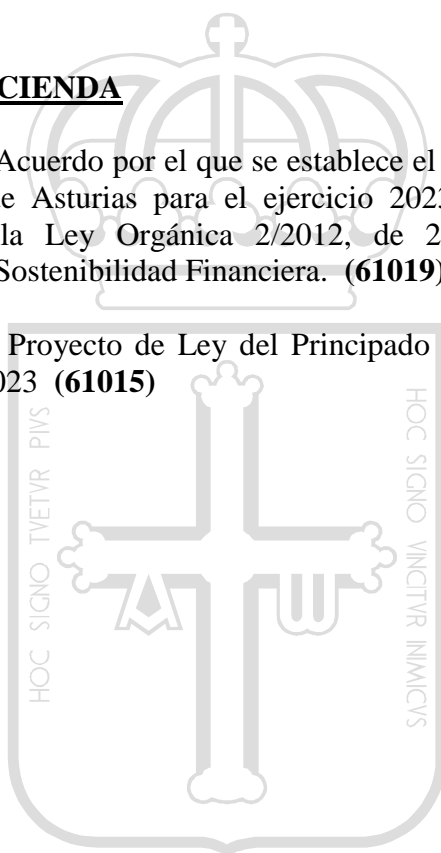 CIENDA
Acuerdo por el que se establece el
e Asturias para el ejercicio 2023
la Ley Orgánica 2/2012, de 2
Sostenibilidad Financiera. (61019)
Proyecto de Ley del Principado
023 (61015)
HOC SIGNO TVETVR PIVS
HOC SIGNO VINCITVR INIMICVS